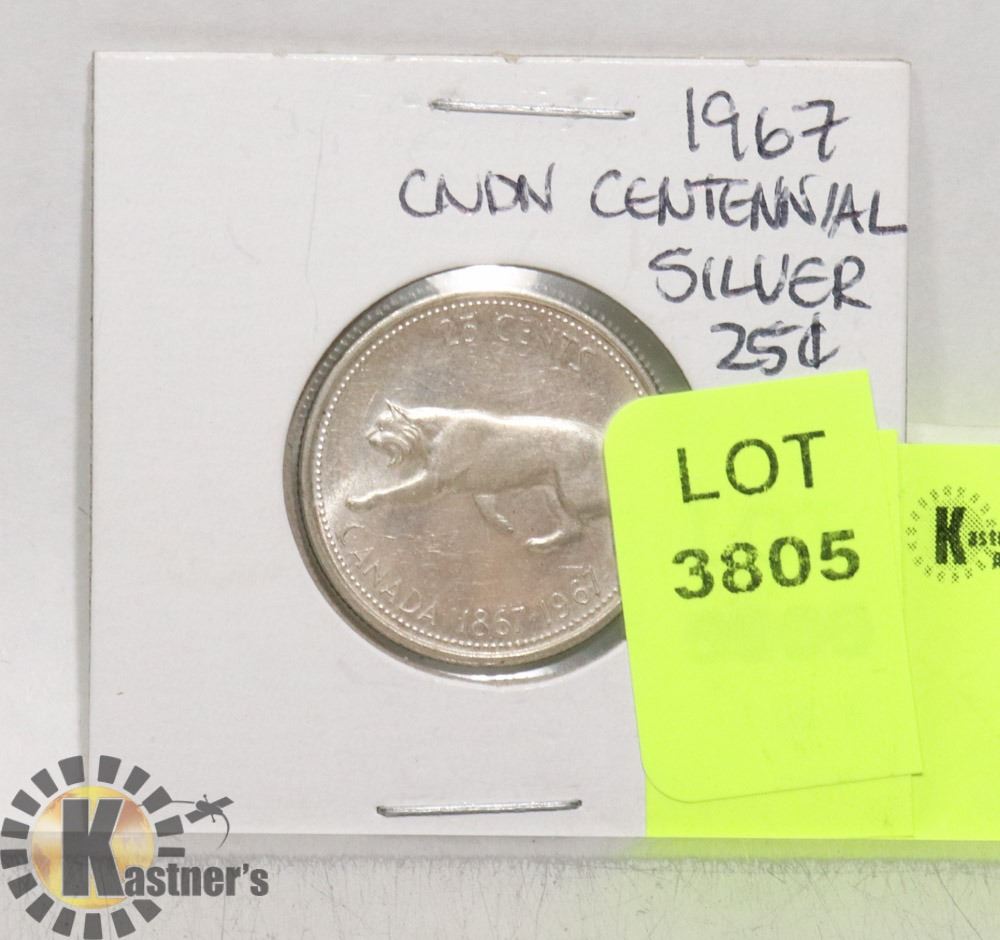 1967
CNDN CENTENNIAL
SILVER
25¢
25 CENTS
CANADA 1867·1967
LOT
3805
Kastner's